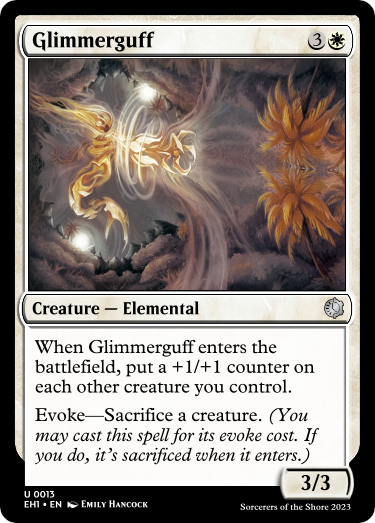 Glimmerguff 3
Creature — Elemental
When Glimmerguff enters the
battlefield, put a +1/+1 counter on
each other creature you control.
Evoke—Sacrifice a creature. (You
may cast this spell for its evoke cost. If
you do, it's sacrificed when it enters.)
3/3
U 0013
EH1 • EN Emily Hancock
Sorcerers of the Shore 2023